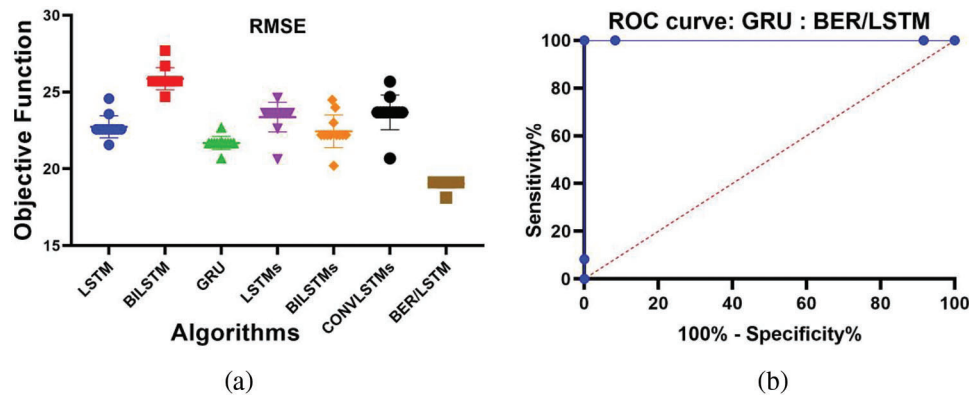 RMSE
Objective Function
30
25
20
15
LSTM
BILSTM
GRU
LSTMs
BILSTMs
CONVLSTMs
BER/LSTM
Algorithms
(a)
ROC curve: GRU : BER/LSTM
Sensitivity%
100
80
60
40
20
0
0
20
40
60
80
100
100% - Specificity%
(b)